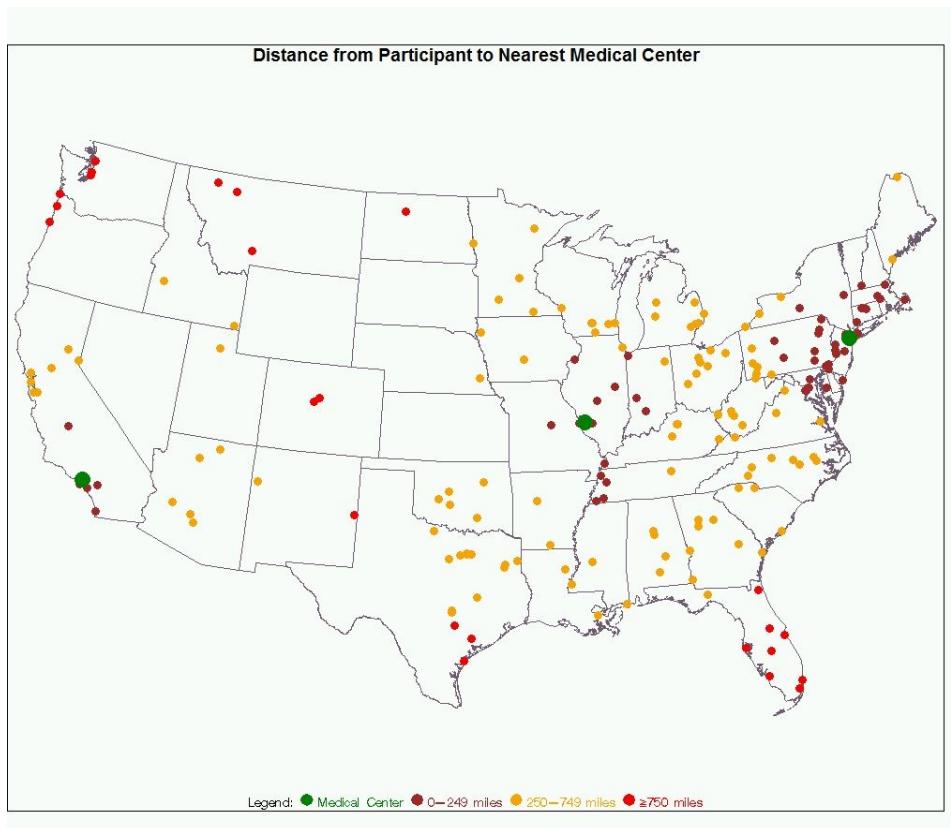 Distance from Participant to Nearest Medical Center
Legend: Medical Center 0–249 miles 250–749 miles ≥750 miles